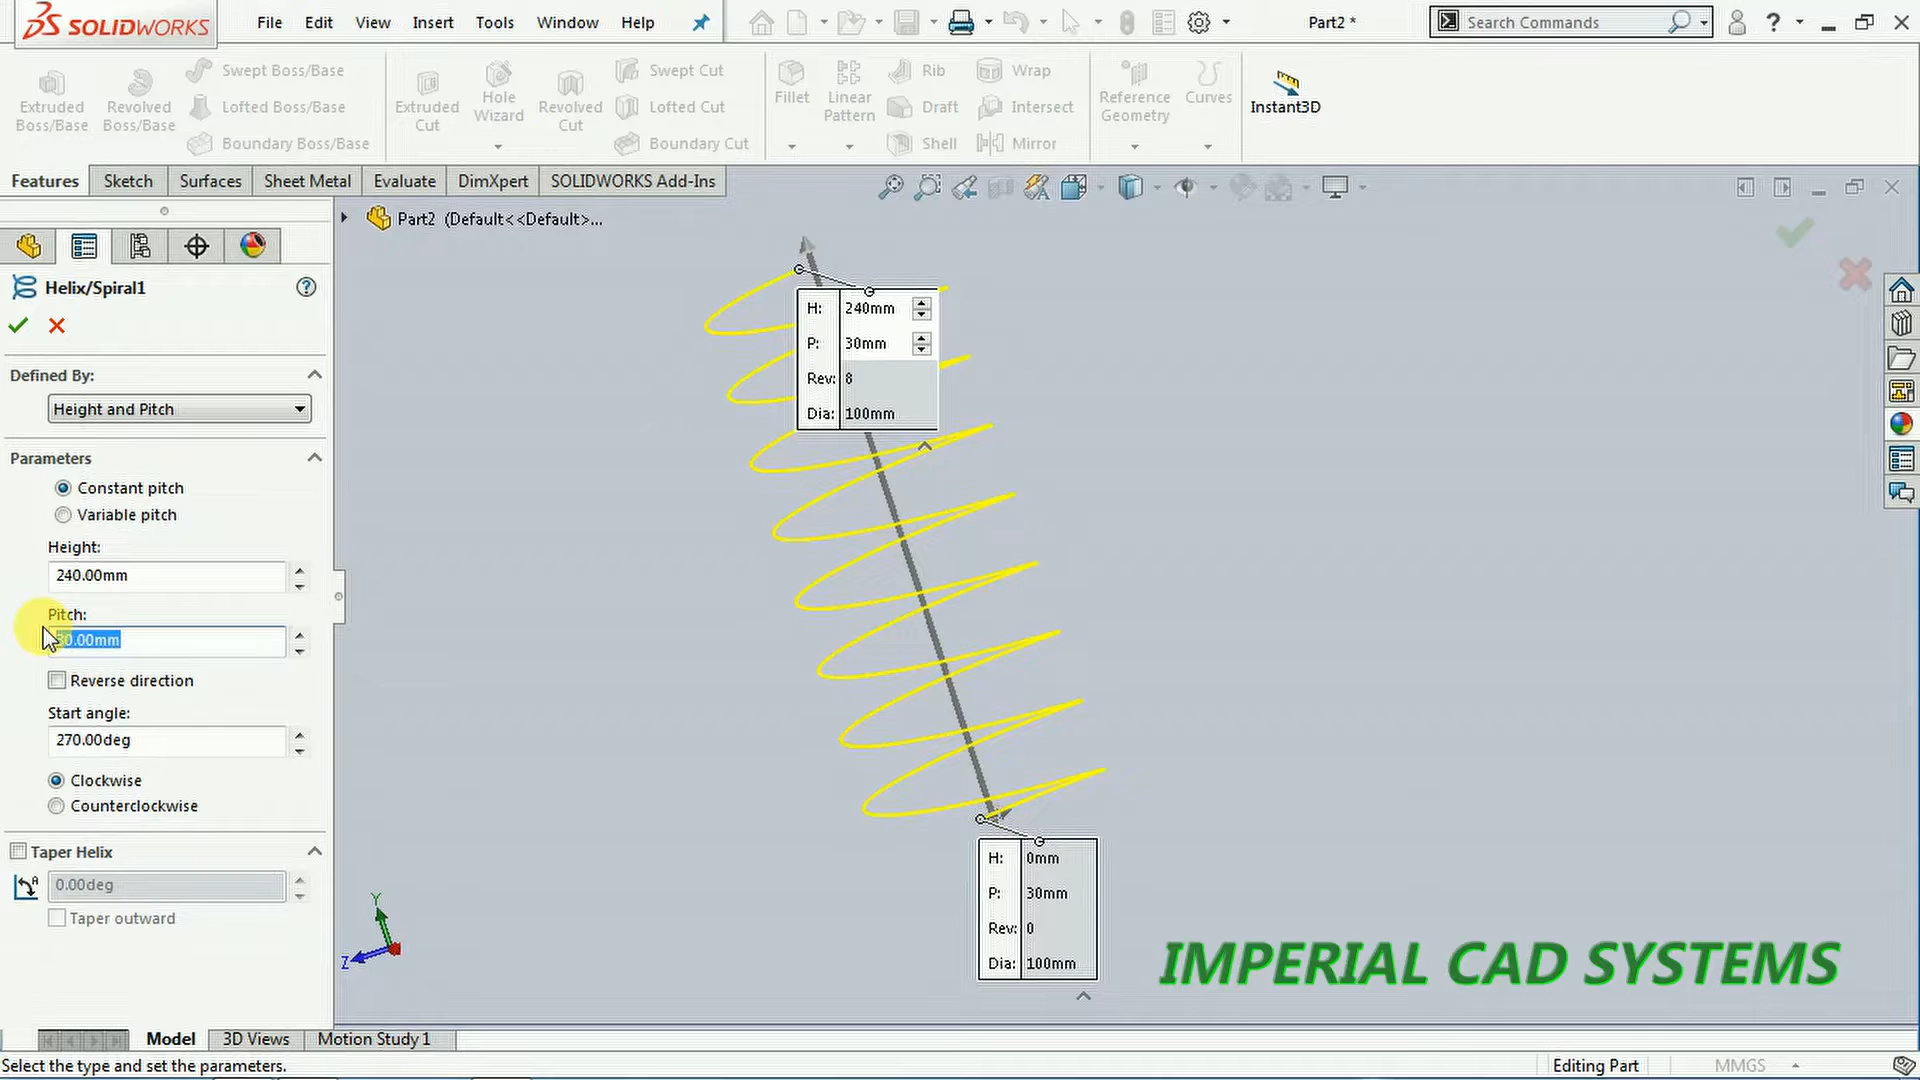 SOLIDWORKS
File Edit View Insert Tools Window Help
Part2 *
Search Commands
?
Extruded Boss/Base
Revolved Boss/Base
Swept Boss/Base
Lofted Boss/Base
Boundary Boss/Base
Extruded Cut
Hole Wizard
Revolved Cut
Swept Cut
Lofted Cut
Boundary Cut
Fillet
Linear Pattern
Rib
Draft
Shell
Wrap
Intersect
Mirror
Reference Geometry
Curves
Instant3D
Features Sketch Surfaces Sheet Metal Evaluate DimXpert SOLIDWORKS Add-Ins
Part2 (Default<<Default>...
Helix/Spiral1
?
Defined By:
Height and Pitch
Parameters
Constant pitch
Variable pitch
Height:
240.00mm
Pitch:
30.00mm
Reverse direction
Start angle:
270.00deg
Clockwise
Counterclockwise
Taper Helix
0.00deg
Taper outward
H: 240mm
P: 30mm
Rev: 8
Dia: 100mm
H: 0mm
P: 30mm
Rev: 0
Dia: 100mm
Y
Z
IMPERIAL CAD SYSTEMS
Model 3D Views Motion Study 1
Select the type and set the parameters.
Editing Part
MMGS